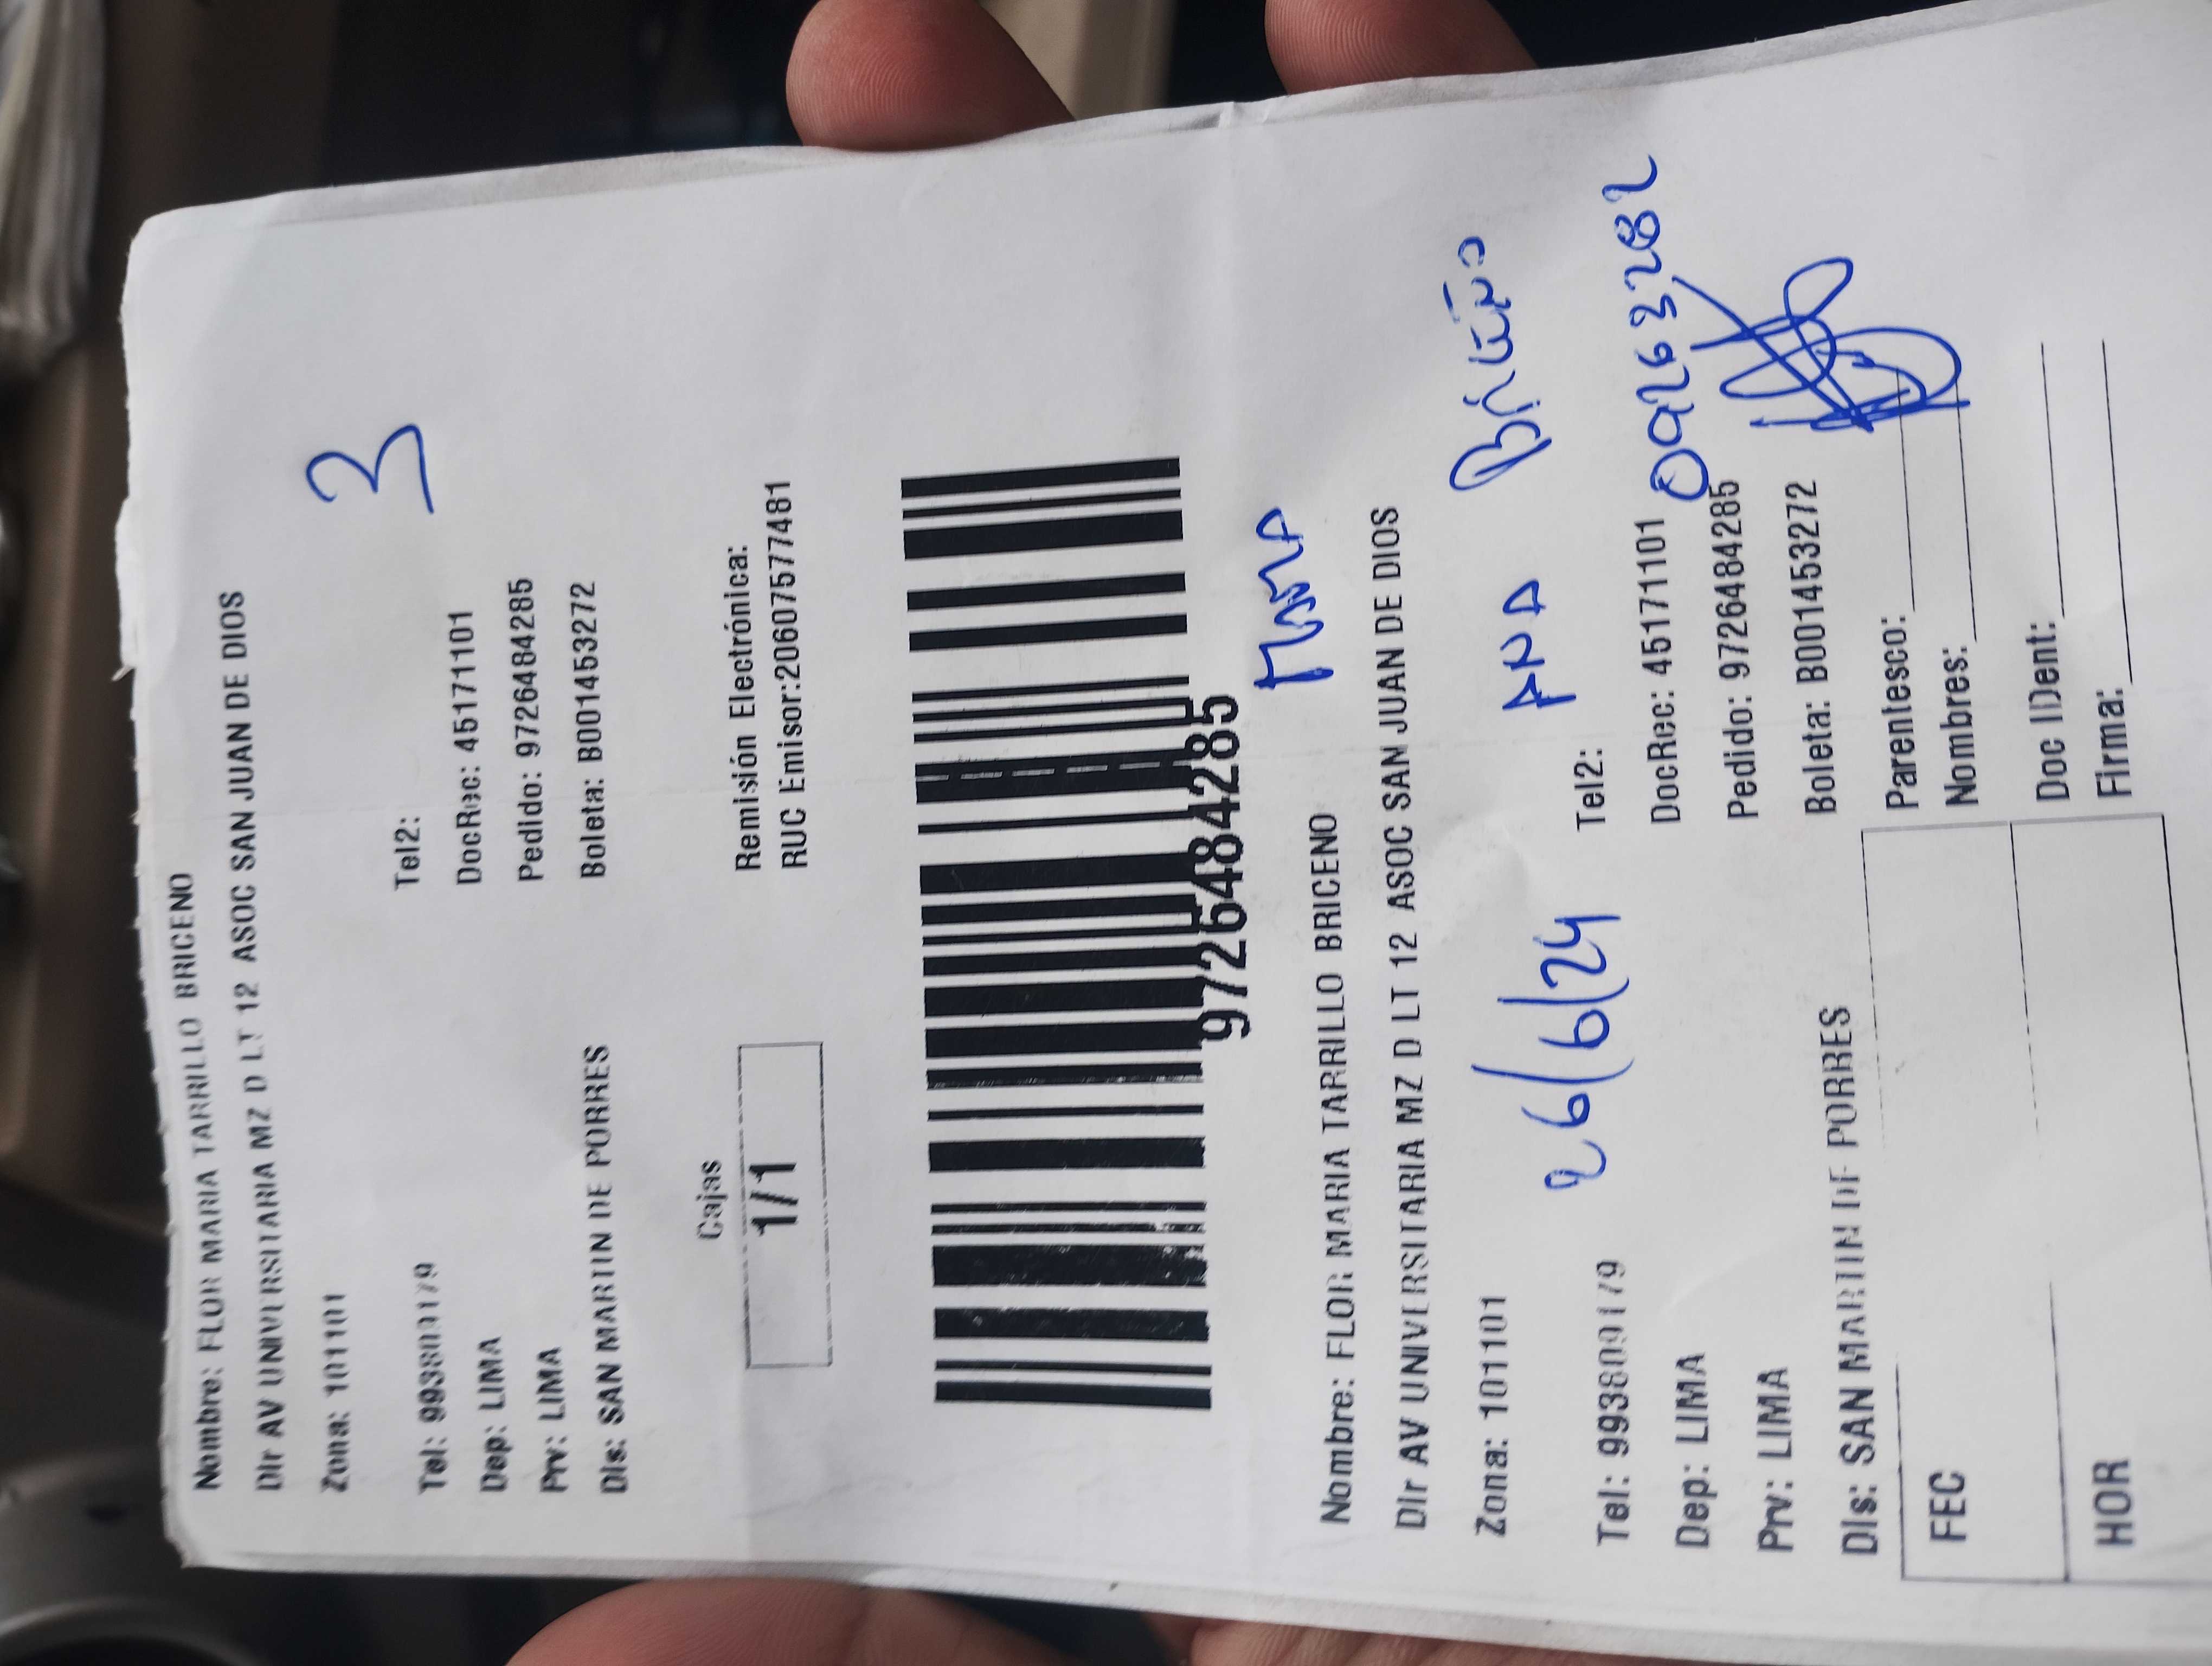 Nombre: FLOR MARIA TARRILLO BRICENO
DIr AV UNIVERSITARIA MZ D LT 12 ASOC SAN JUAN DE DIOS
Zona: 101101
3
Tel: 993809179 Tel2:
Dep: LIMA DocRec: 45171101
Prv: LIMA Pedido: 9726484285
DIs: SAN MARTIN DE PORRES Boleta: B001453272
Cajas
1/1
Remisión Electrónica:
RUC Emisor:20607577481
9726484285
Nombre: FLOR MARIA TARRILLO BRICENO
DIr AV UNIVERSITARIA MZ D LT 12 ASOC SAN JUAN DE DIOS
Zona: 101101
26/6/24 ANA Briceño
Tel: 993809179 Tel2:
09263282
Dep: LIMA DocRec: 45171101
Prv: LIMA Pedido: 9726484285
DIs: SAN MARTIN DE PORRES Boleta: B001453272
FEC
Parentesco:
Nombres:
HOR
Doc IDent:
Firma: